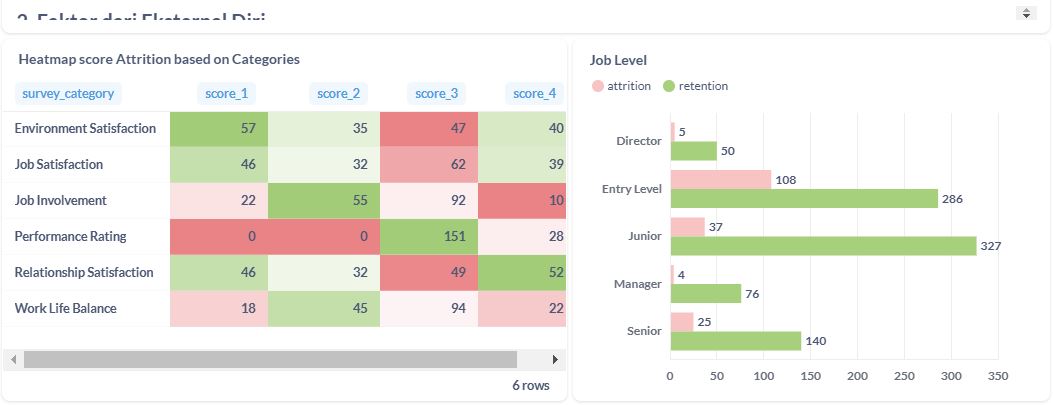 2. Faktor dari Eksternal Diri
Heatmap score Attrition based on Categories
survey_category score_1 score_2 score_3 score_4
Environment Satisfaction 57 35 47 40
Job Satisfaction 46 32 62 39
Job Involvement 22 55 92 10
Performance Rating 0 0 151 28
Relationship Satisfaction 46 32 49 52
Work Life Balance 18 45 94 22
6 rows
Job Level
attrition retention
Director 5 50
Entry Level 108 286
Junior 37 327
Manager 4 76
Senior 25 140
0 50 100 150 200 250 300 350